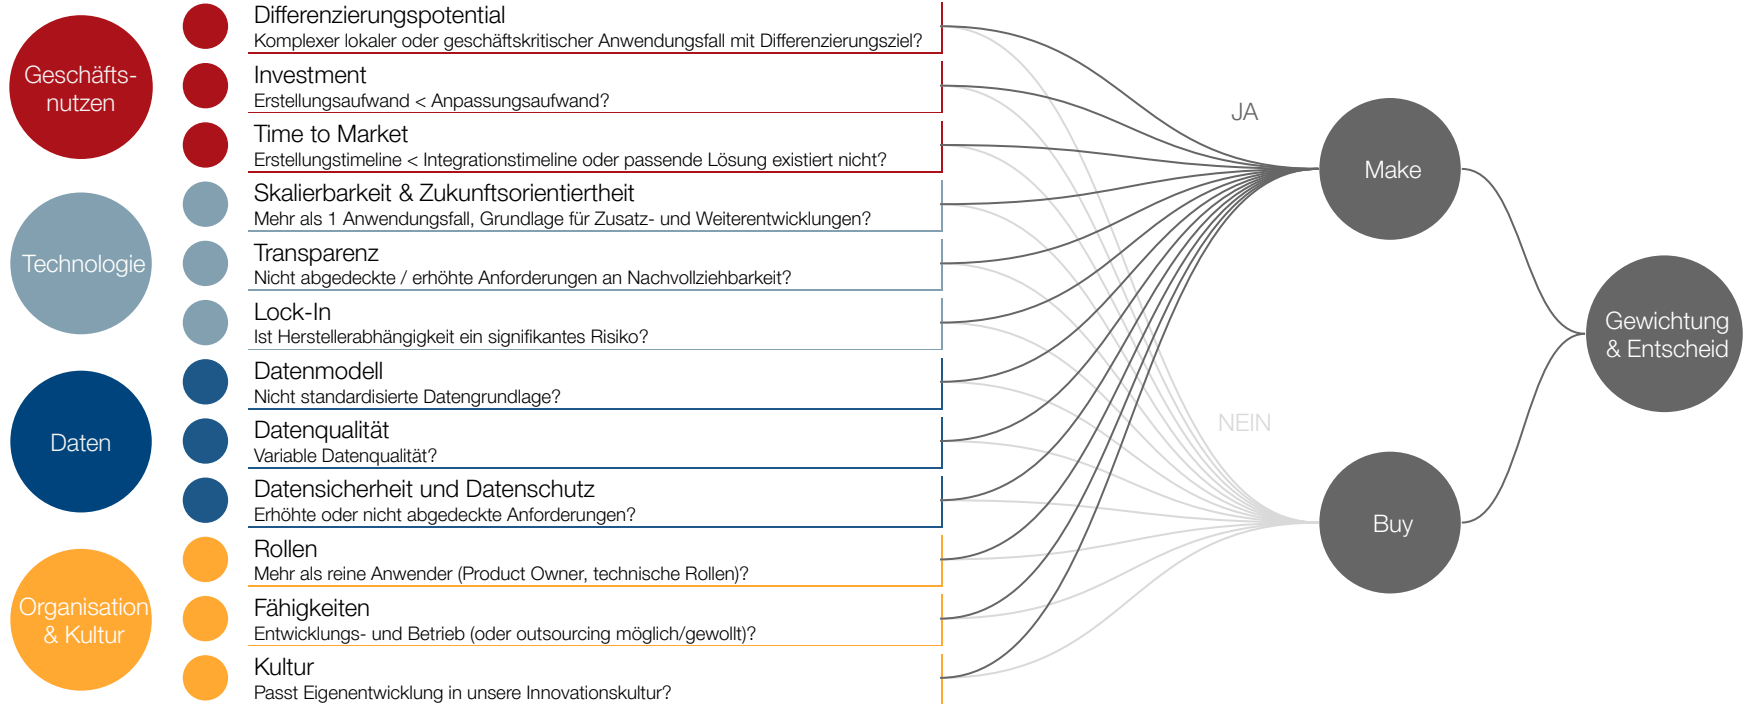 Geschäfts-
nutzen
Differenzierungspotential
Komplexer lokaler oder geschäftskritischer Anwendungsfall mit Differenzierungsziel?
Investment
Erstellungsaufwand < Anpassungsaufwand?
Time to Market
Erstellungstimeline < Integrationstimeline oder passende Lösung existiert nicht?
Technologie
Skalierbarkeit & Zukunftsorientiertheit
Mehr als 1 Anwendungsfall, Grundlage für Zusatz- und Weiterentwicklungen?
Transparenz
Nicht abgedeckte / erhöhte Anforderungen an Nachvollziehbarkeit?
Lock-In
Ist Herstellerabhängigkeit ein signifikantes Risiko?
Daten
Datenmodell
Nicht standardisierte Datengrundlage?
Datenqualität
Variable Datenqualität?
Datensicherheit und Datenschutz
Erhöhte oder nicht abgedeckte Anforderungen?
Organisation
& Kultur
Rollen
Mehr als reine Anwender (Product Owner, technische Rollen)?
Fähigkeiten
Entwicklungs- und Betrieb (oder outsourcing möglich/gewollt)?
Kultur
Passt Eigenentwicklung in unsere Innovationskultur?
JA
NEIN
Make
Buy
Gewichtung
& Entscheid